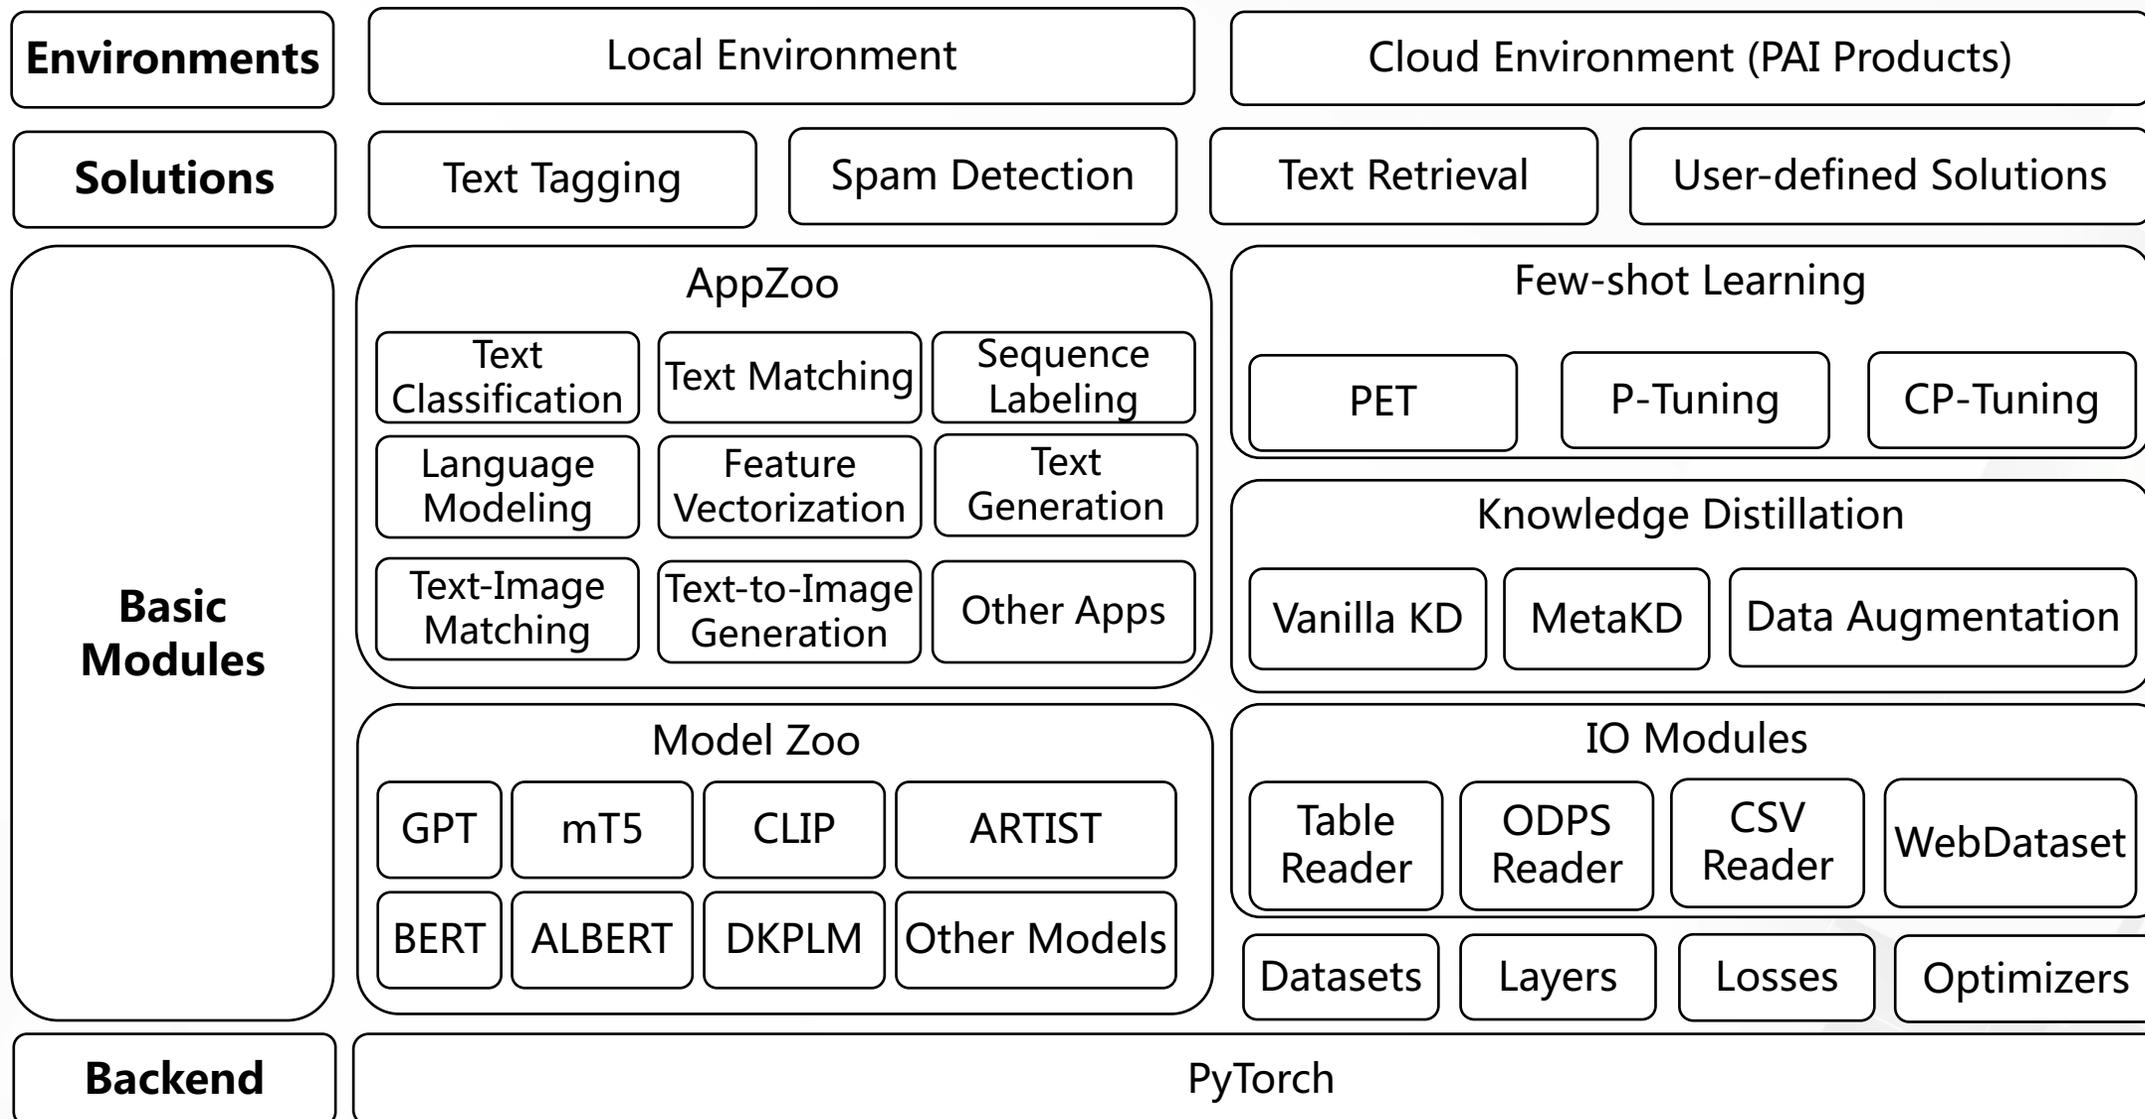 Environments
Local Environment
Cloud Environment (PAI Products)
Solutions
Text Tagging
Spam Detection
Text Retrieval
User-defined Solutions
Basic
Modules
AppZoo
Text
Classification
Text Matching
Sequence
Labeling
Language
Modeling
Feature
Vectorization
Text
Generation
Text-Image
Matching
Text-to-Image
Generation
Other Apps
Few-shot Learning
PET
P-Tuning
CP-Tuning
Knowledge Distillation
Vanilla KD
MetaKD
Data Augmentation
Model Zoo
GPT
mT5
CLIP
ARTIST
BERT
ALBERT
DKPLM
Other Models
IO Modules
Table
Reader
ODPS
Reader
CSV
Reader
WebDataset
Datasets
Layers
Losses
Optimizers
Backend
PyTorch